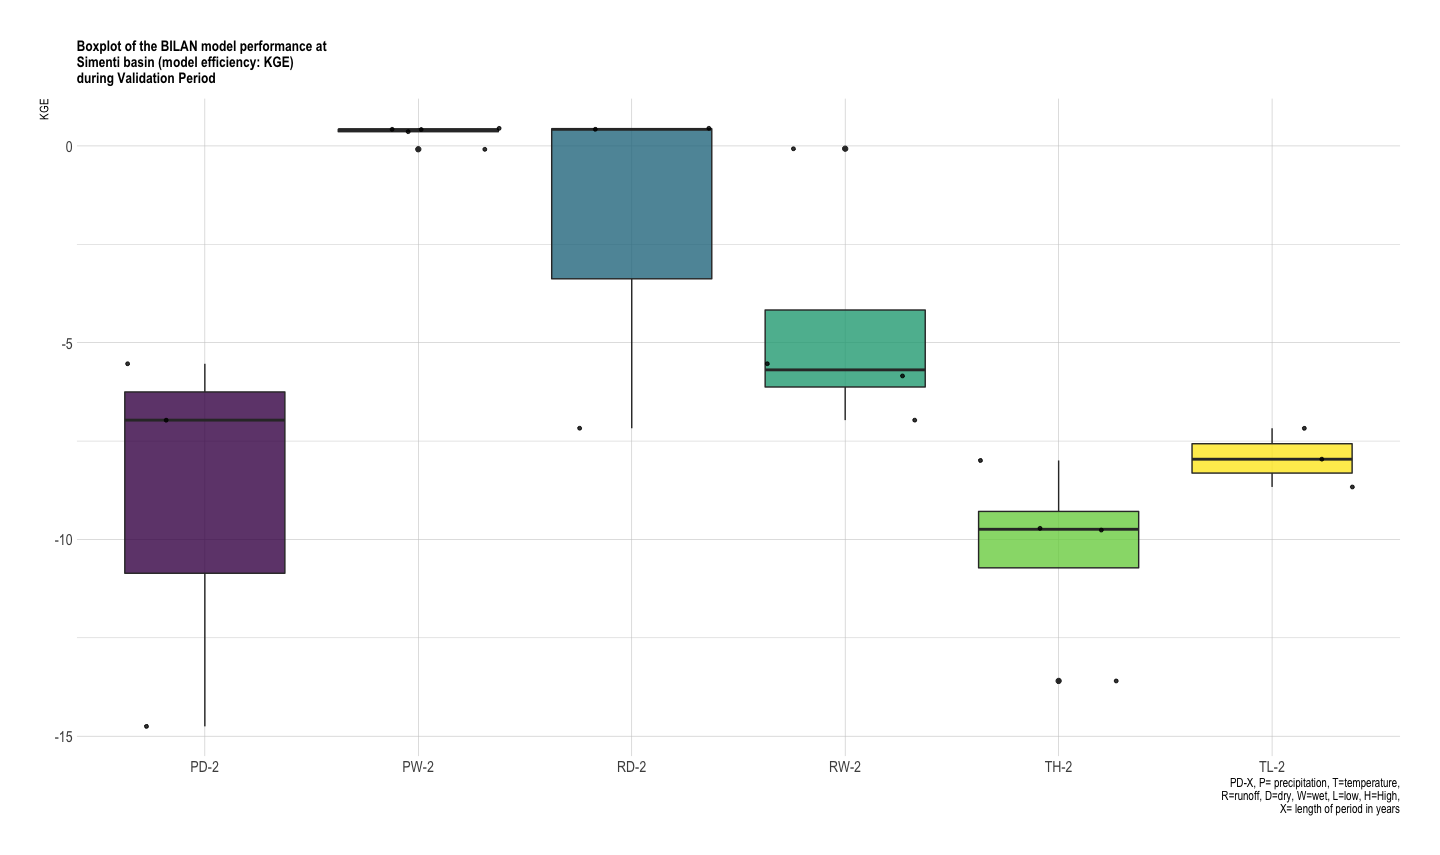 Boxplot of the BILAN model performance at
Simenti basin (model efficiency: KGE)
during Validation Period
KGE
0
-5
-10
-15
PD-2 PW-2 RD-2 RW-2 TH-2 TL-2
PD-X, P= precipitation, T=temperature,
R=runoff, D=dry, W=wet, L=low, H=High,
X= length of period in years